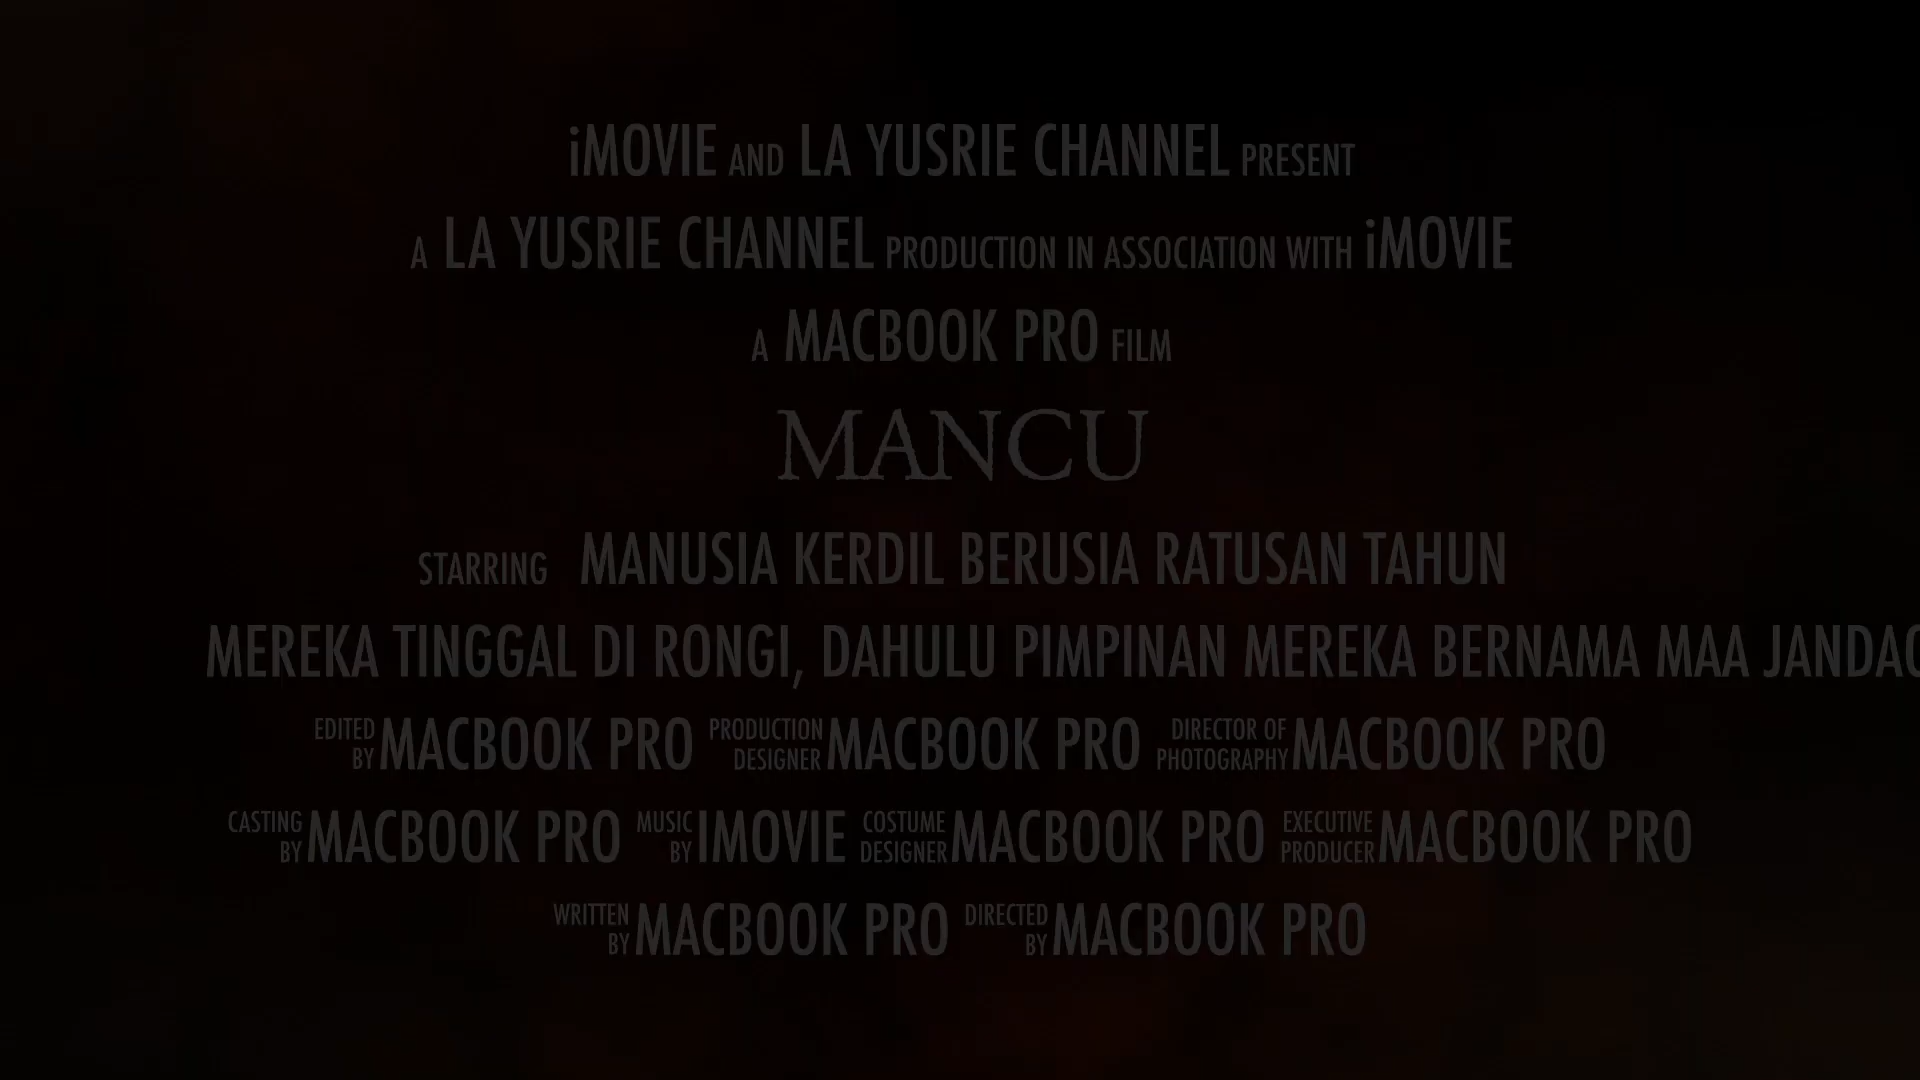 iMOVIE AND LA YUSRIE CHANNEL PRESENT
A LA YUSRIE CHANNEL PRODUCTION IN ASSOCIATION WITH iMOVIE
A MACBOOK PRO FILM
MANCU
STARRING MANUSIA KERDIL BERUSIA RATUSAN TAHUN
MEREKA TINGGAL DI RONGI, DAHULU PIMPINAN MEREKA BERNAMA MAA
EDITED BY MACBOOK PRO PRODUCTION DESIGNER MACBOOK PRO DIRECTOR OF PHOTOGRAPHY MACBOOK PRO
CASTING BY MACBOOK PRO MUSIC BY IMOVIE COSTUME DESIGNER MACBOOK PRO EXECUTIVE PRODUCER MACBOOK PRO
WRITTEN BY MACBOOK PRO DIRECTED BY MACBOOK PRO